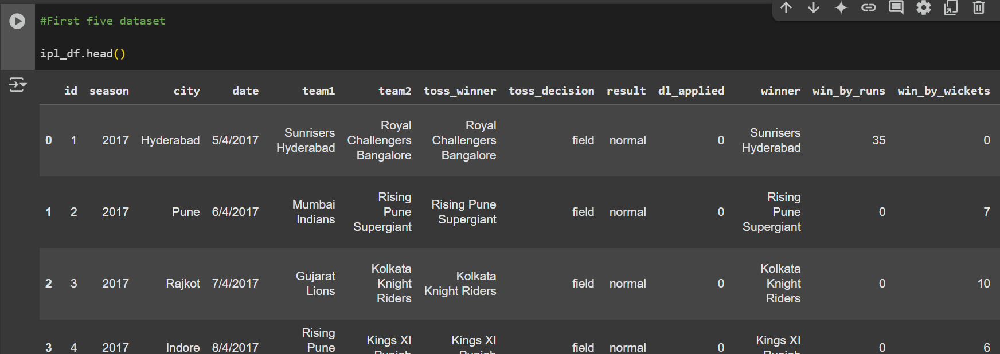 #First five dataset
ipl_df.head()
id season city date team1 team2 toss_winner toss_decision result dl_applied winner win_by_runs win_by_wickets
0 1 2017 Hyderabad 5/4/2017 Sunrisers Hyderabad Royal Challengers Bangalore Royal Challengers Bangalore field normal 0 Sunrisers Hyderabad 35 0
1 2 2017 Pune 6/4/2017 Mumbai Indians Rising Pune Supergiant Rising Pune Supergiant field normal 0 Rising Pune Supergiant 0 7
2 3 2017 Rajkot 7/4/2017 Gujarat Lions Kolkata Knight Riders Kolkata Knight Riders field normal 0 Kolkata Knight Riders 0 10
3 4 2017 Indore 8/4/2017 Rising Pune Kings XI Punjab Kings XI Punjab field normal 0 Kings XI Punjab 0 6